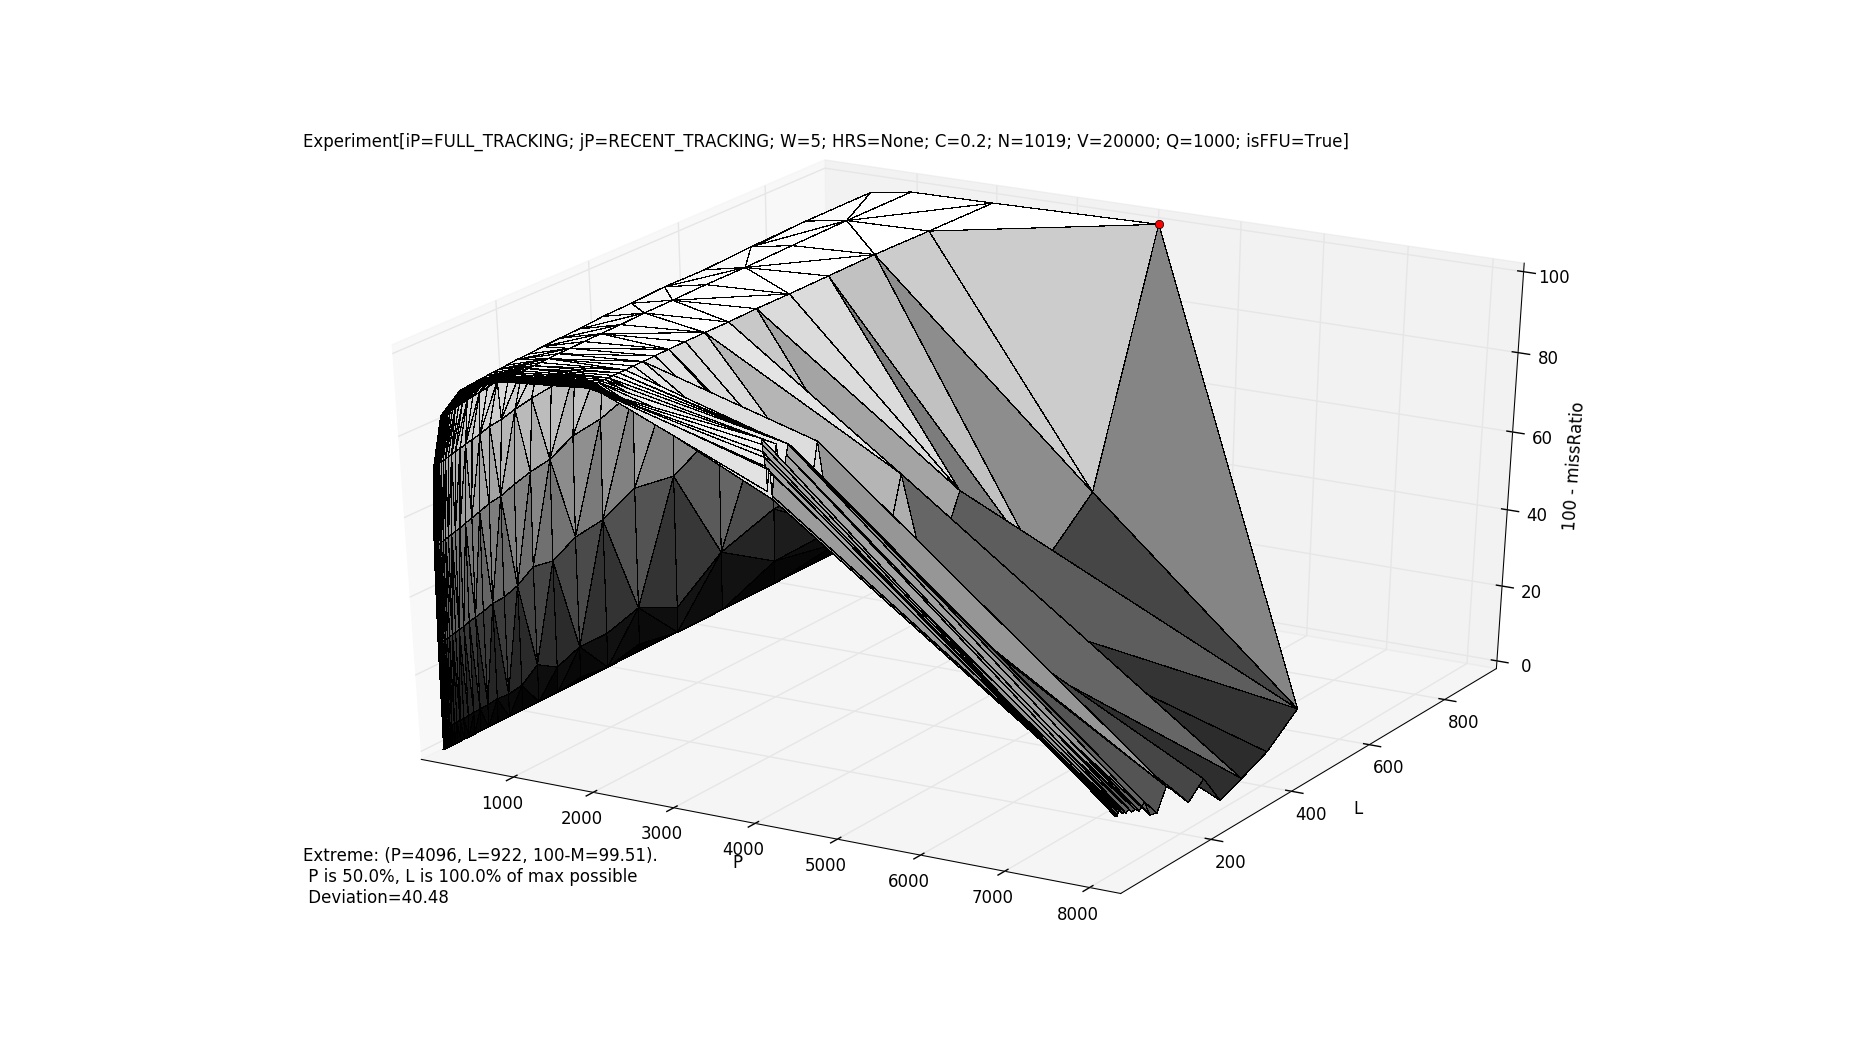 Experiment[iP=FULL_TRACKING; jP=RECENT_TRACKING; W=5; HRS=None; C=0.2; N=1019; V=20000; Q=1000; isFFU=True]
100
80
60
40
20
0
100 - missRatio
800
600
400
200
L
1000
2000
3000
4000
5000
6000
7000
8000
P
Extreme: (P=4096, L=922, 100-M=99.51).
P is 50.0%, L is 100.0% of max possible
Deviation=40.48